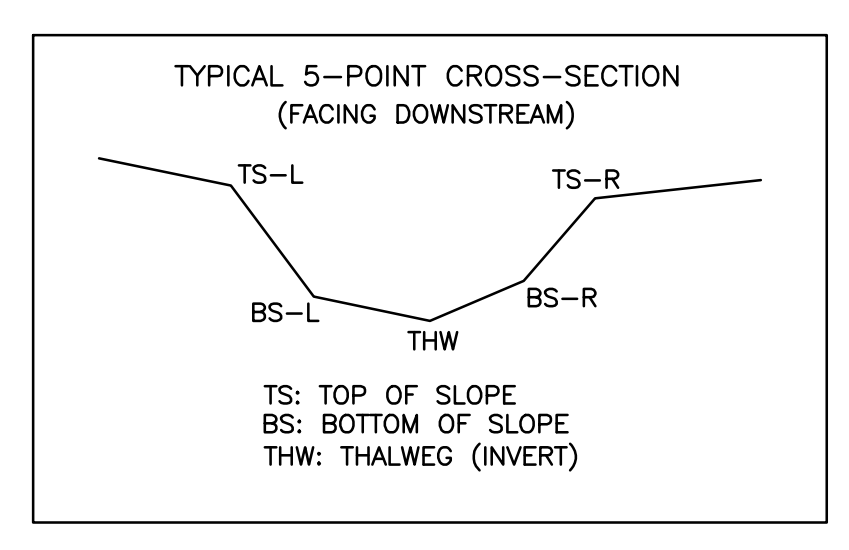 TYPICAL 5-POINT CROSS-SECTION
(FACING DOWNSTREAM)
TS-L
TS-R
BS-L
BS-R
THW
TS: TOP OF SLOPE
BS: BOTTOM OF SLOPE
THW: THALWEG (INVERT)